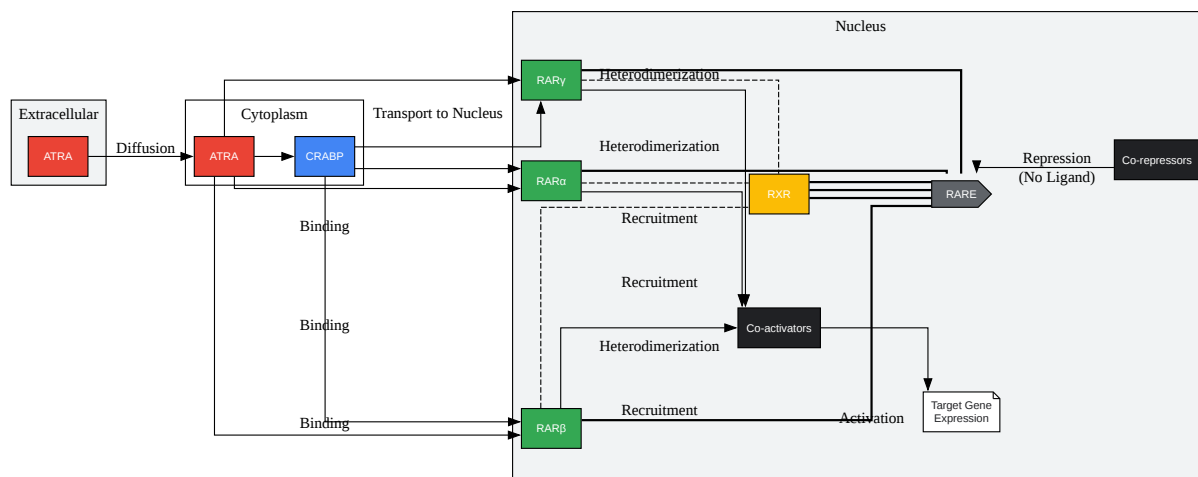 Nucleus
RARγ
Heterodimerization
Extracellular
Cytoplasm
Transport to Nucleus
ATRA
Diffusion
ATRA
CRABP
Heterodimerization
RARα
Repression
(No Ligand)
Co-repressors
RXR
RARE
Binding
Recruitment
Recruitment
Binding
Co-activators
Heterodimerization
Target Gene
Expression
Recruitment
Activation
Binding
RARβ